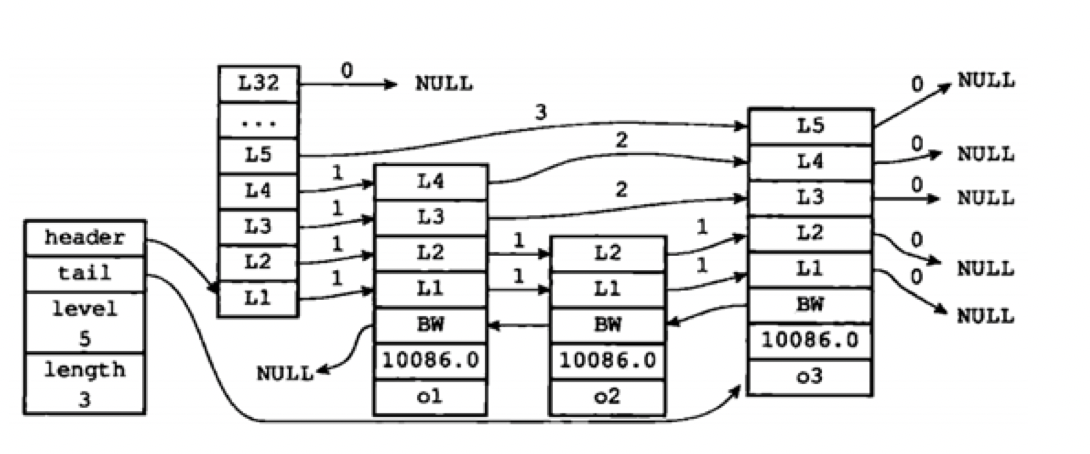 header
tail
level
5
length
3
L32
...
L5
L4
L3
L2
L1
0
NULL
3
1
1
1
1
L4
L3
L2
L1
BW
10086.0
o1
NULL
2
2
1
1
L2
L1
BW
10086.0
o2
1
1
L5
L4
L3
L2
L1
BW
10086.0
o3
0
NULL
0
NULL
0
NULL
0
NULL
0
NULL